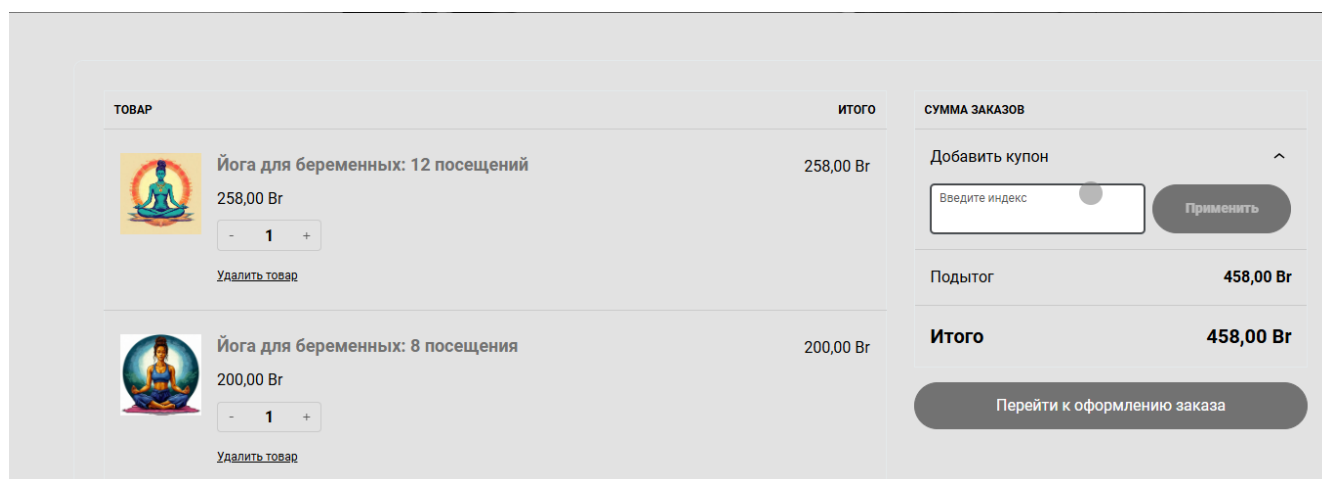 ТОВАР ИТОГО
Йога для беременных: 12 посещений 258,00 Br
258,00 Br
- 1 +
Удалить товар
Йога для беременных: 8 посещения 200,00 Br
200,00 Br
- 1 +
Удалить товар
СУММА ЗАКАЗОВ
Добавить купон
Введите индекс
Применить
Подытог 458,00 Br
Итого 458,00 Br
Перейти к оформлению заказа